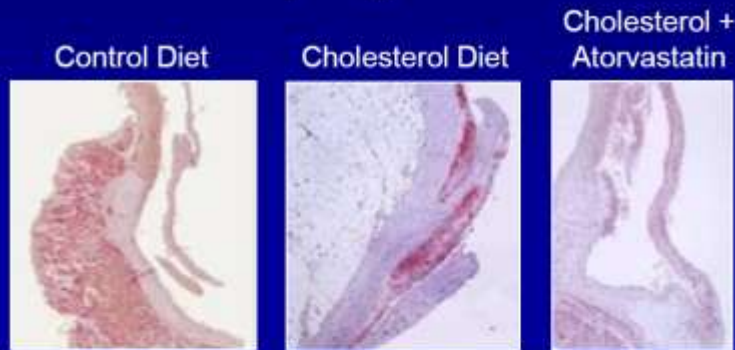 Control Diet
Cholesterol Diet
Cholesterol +
Atorvastatin